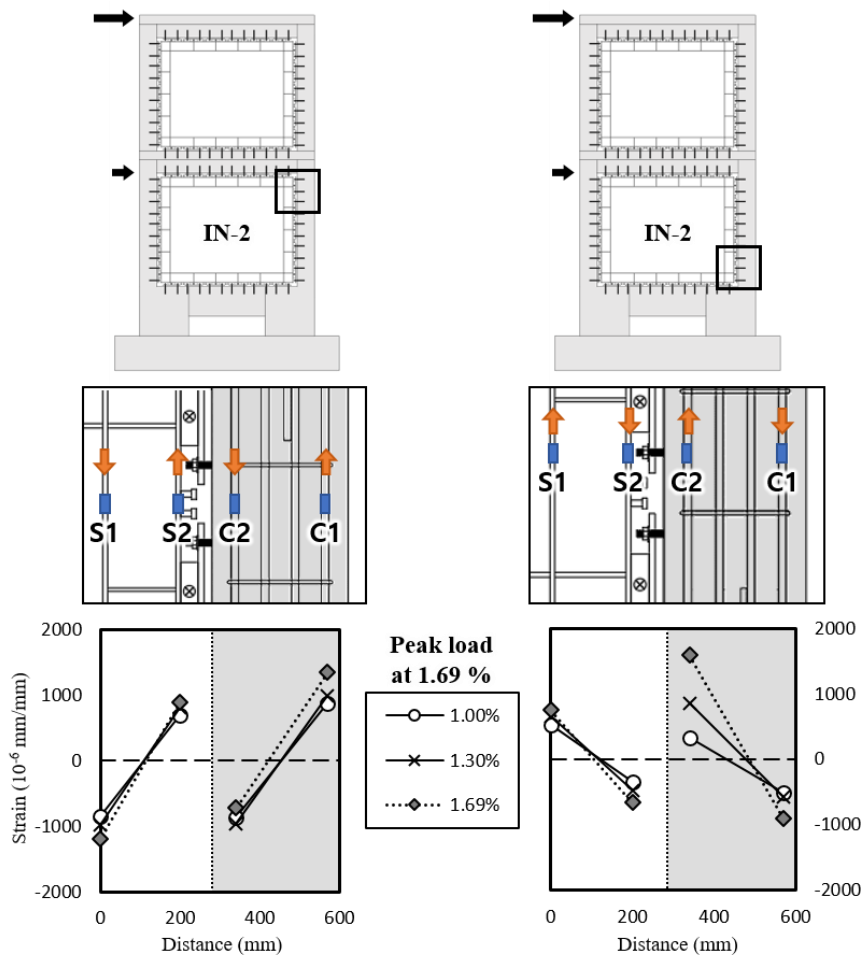 IN-2
IN-2
S1 S2 C2 C1
S1 S2 C2 C1
Peak load
at 1.69 %
1.00%
1.30%
1.69%
Strain (10⁻⁶ mm/mm)
2000
1000
0
-1000
-2000
0 200 400 600
Distance (mm)
2000
1000
0
-1000
-2000
0 200 400 600
Distance (mm)